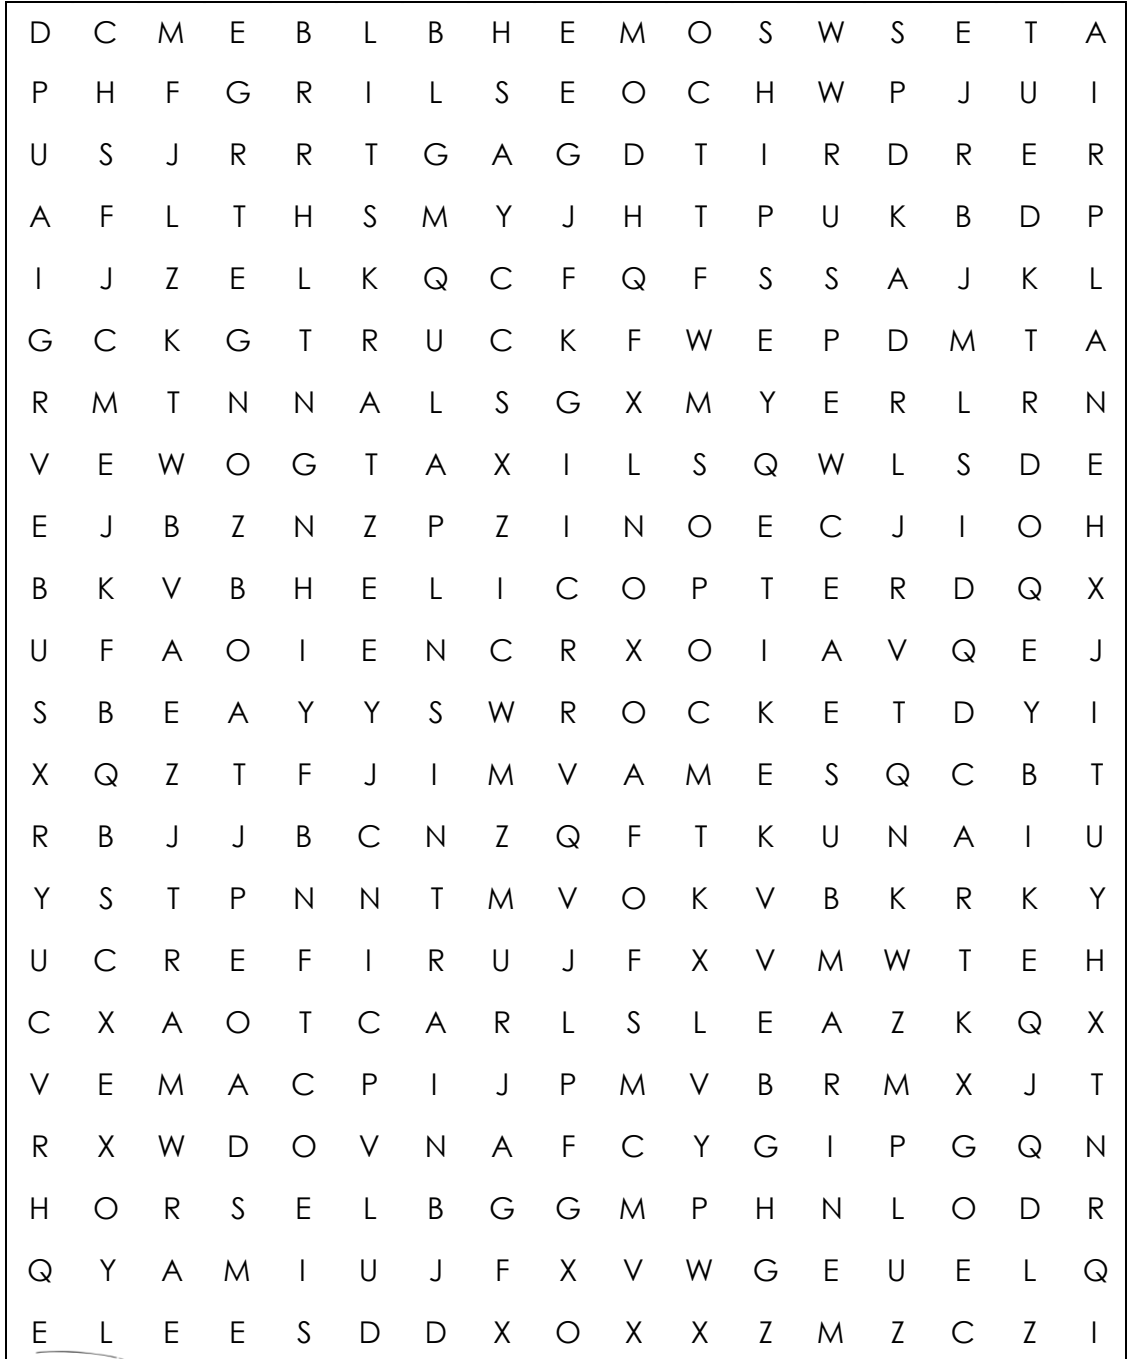 D C M E B L B H E M O S W S E T A
P H F G R I L S E O C H W P J U I
U S J R R T G A G D T I R D R E R
A F L T H S M Y J H T P U K B D P
I J Z E L K Q C F Q F S S A J K L
G C K G T R U C K F W E P D M T A
R M T N N A L S G X M Y E R L R N
V E W O G T A X I L S Q W L S D E
E J B Z N Z P Z I N O E C J I O H
B K V B H E L I C O P T E R D Q X
U F A O I E N C R X O I A V Q E J
S B E A Y Y S W R O C K E T D Y I
X Q Z T F J I M V A M E S Q C B T
R B J J B C N Z Q F T K U N A I U
Y S T P N N T M V O K V B K R K Y
U C R E F I R U J F X V M W T E H
C X A O T C A R L S L E A Z K Q X
V E M A C P I J P M V B R M X J T
R X W D O V N A F C Y G I P G Q N
H O R S E L B G G M P H N L O D R
Q Y A M I U J F X V W G E U E L Q
E L E E S D D X O X X Z M Z C Z I